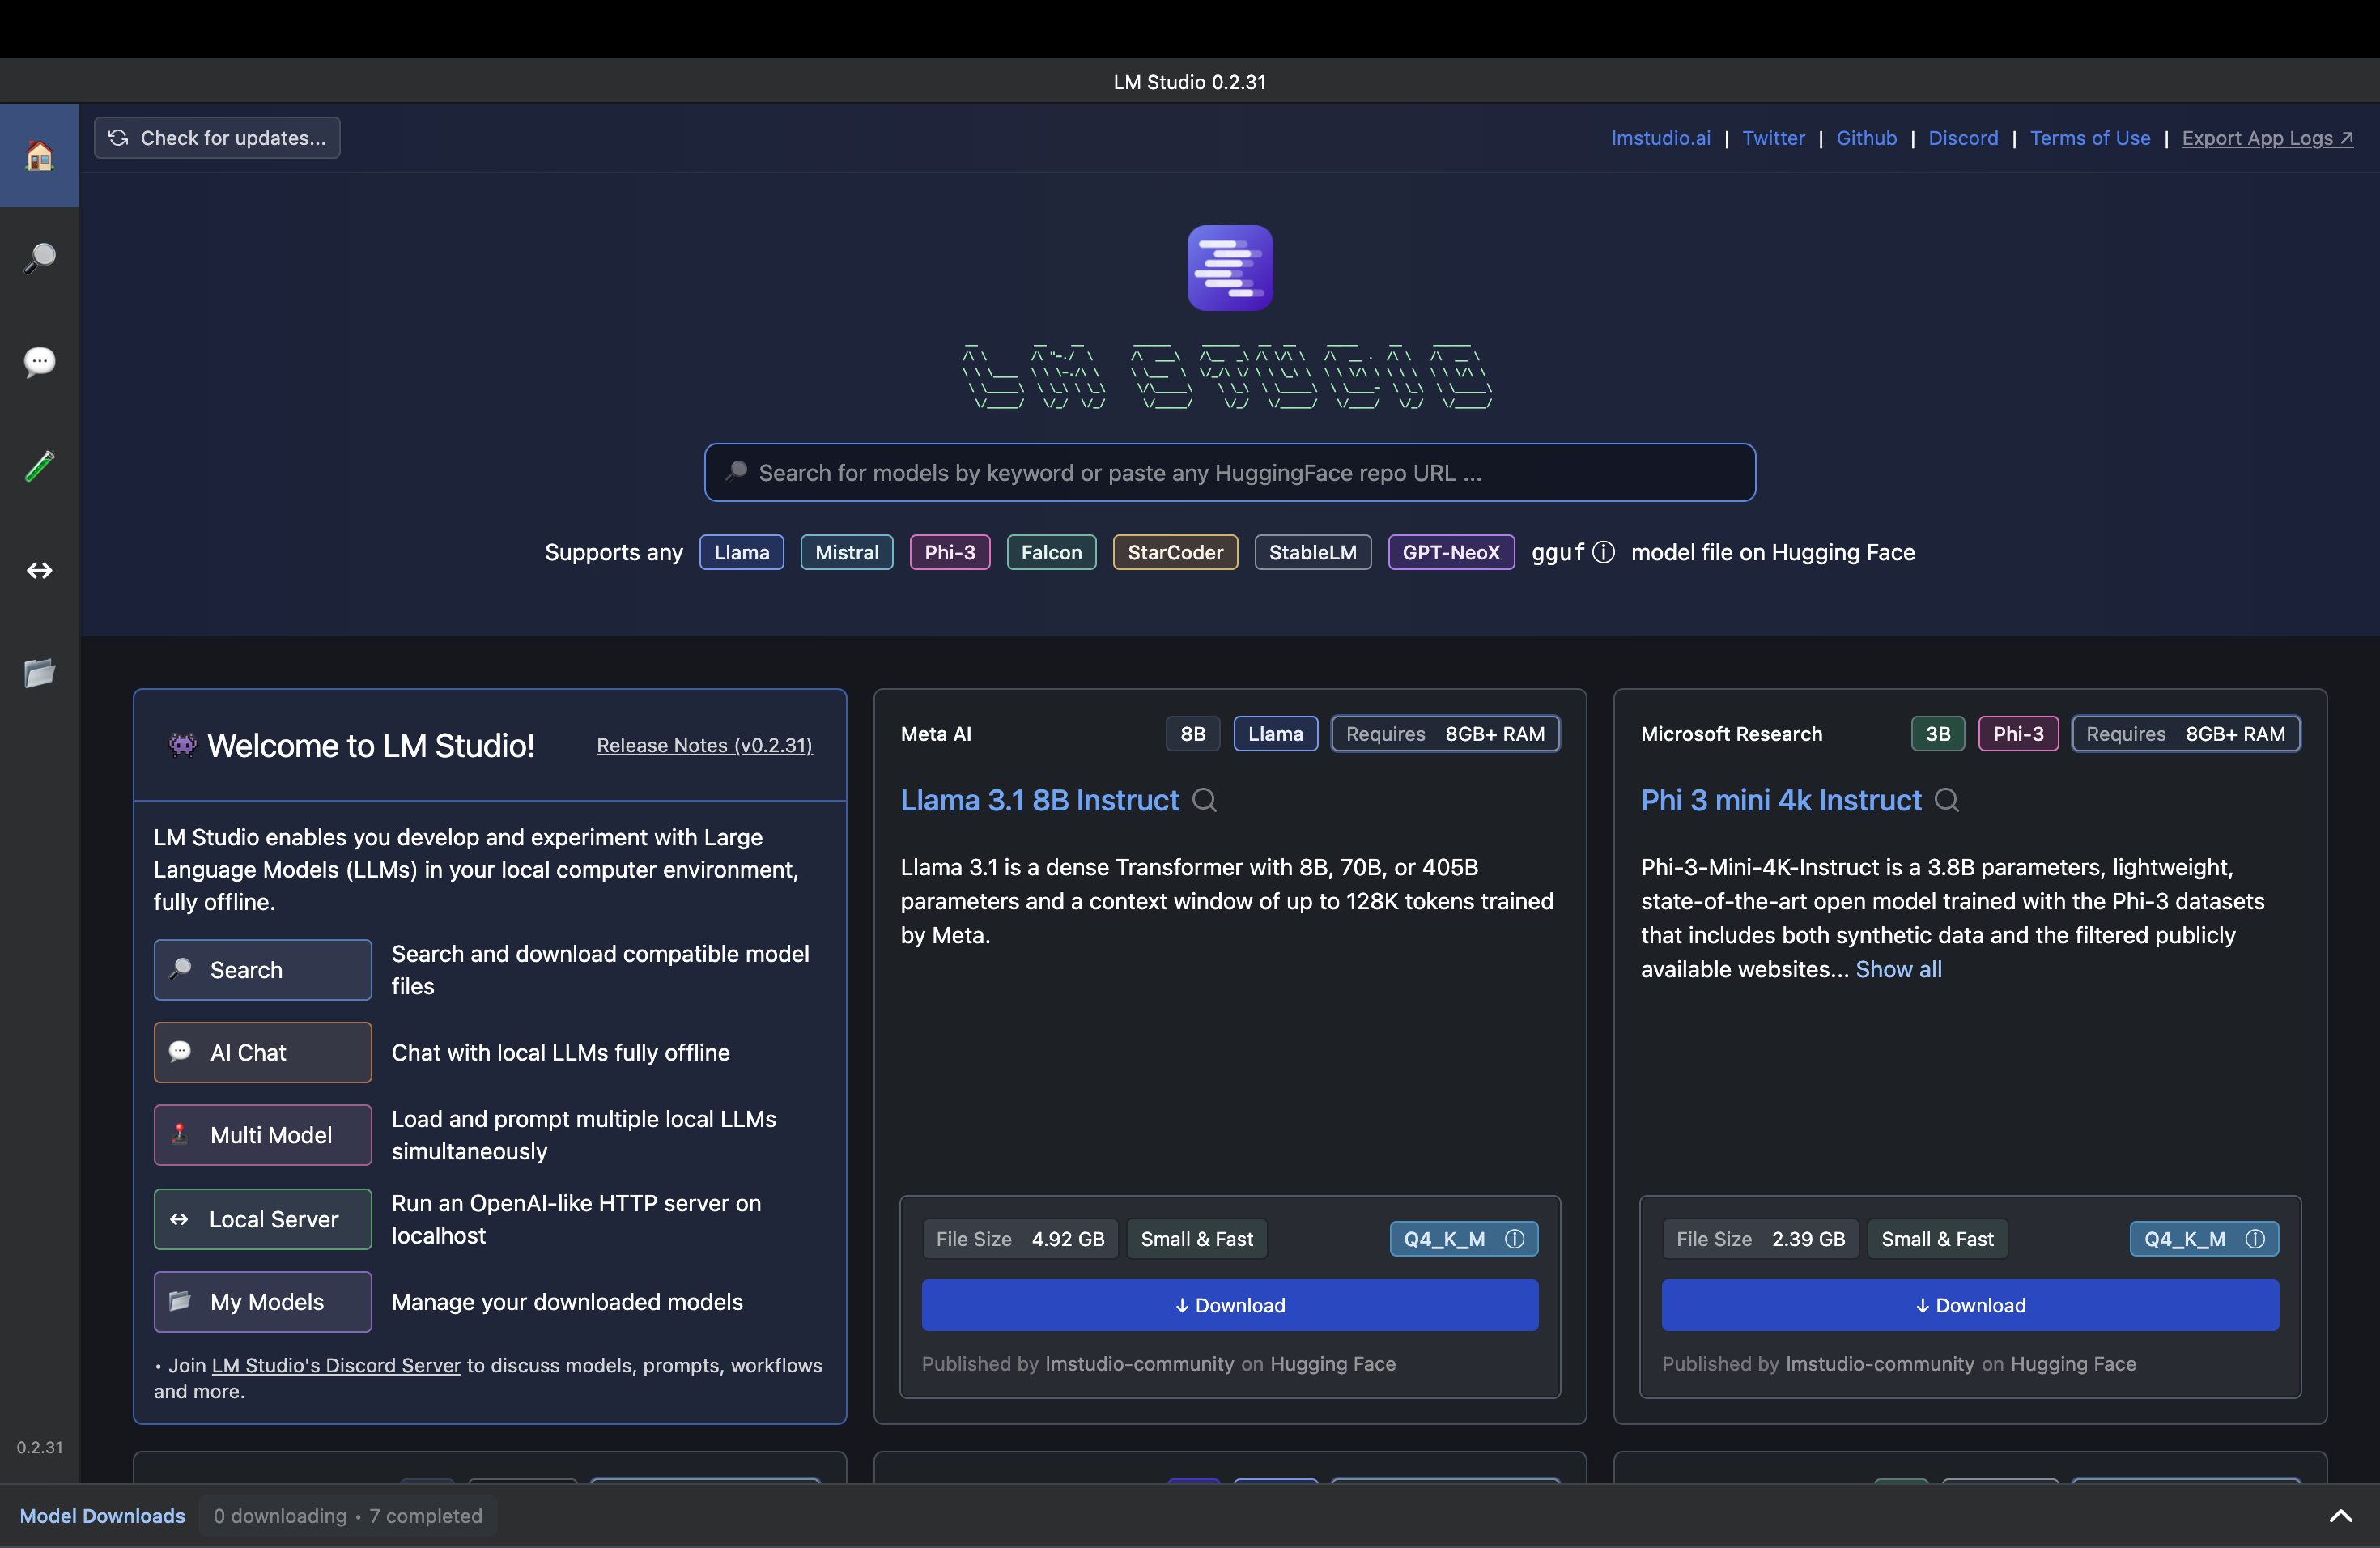 LM Studio 0.2.31
Check for updates...
lmstudio.ai | Twitter | Github | Discord | Terms of Use | Export App Logs ↗
LM STUDIO
Search for models by keyword or paste any HuggingFace repo URL ...
Supports any Llama Mistral Phi-3 Falcon StarCoder StableLM GPT-NeoX gguf ⓘ model file on Hugging Face
Welcome to LM Studio!
Release Notes (v0.2.31)
LM Studio enables you develop and experiment with Large
Language Models (LLMs) in your local computer environment,
fully offline.
Search
Search and download compatible model
files
AI Chat
Chat with local LLMs fully offline
Multi Model
Load and prompt multiple local LLMs
simultaneously
Local Server
Run an OpenAI-like HTTP server on
localhost
My Models
Manage your downloaded models
• Join LM Studio's Discord Server to discuss models, prompts, workflows
and more.
Meta AI
8B Llama Requires 8GB+ RAM
Llama 3.1 8B Instruct
Llama 3.1 is a dense Transformer with 8B, 70B, or 405B
parameters and a context window of up to 128K tokens trained
by Meta.
File Size 4.92 GB Small & Fast Q4_K_M ⓘ
↓ Download
Published by lmstudio-community on Hugging Face
Microsoft Research
3B Phi-3 Requires 8GB+ RAM
Phi 3 mini 4k Instruct
Phi-3-Mini-4K-Instruct is a 3.8B parameters, lightweight,
state-of-the-art open model trained with the Phi-3 datasets
that includes both synthetic data and the filtered publicly
available websites... Show all
File Size 2.39 GB Small & Fast Q4_K_M ⓘ
↓ Download
Published by lmstudio-community on Hugging Face
0.2.31
Model Downloads 0 downloading • 7 completed